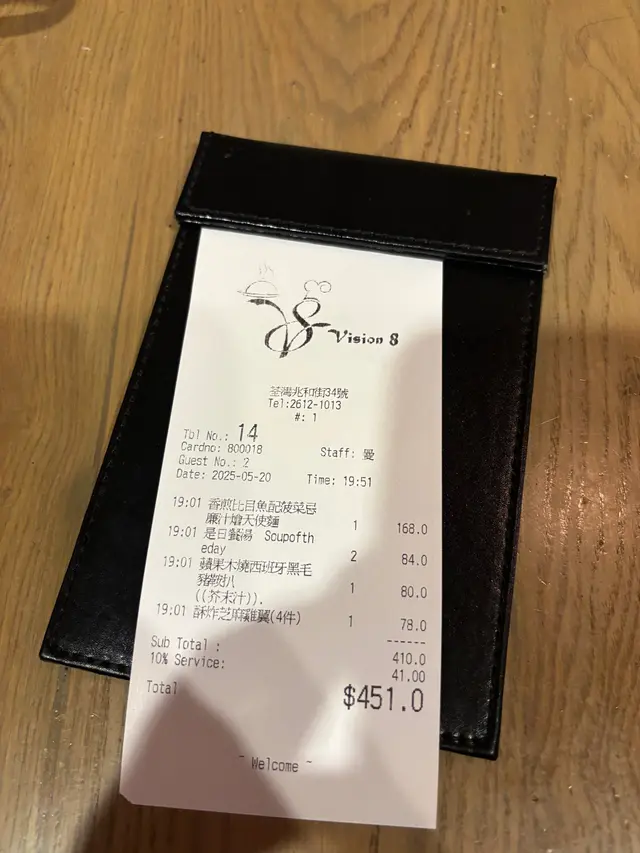 Vision 8
荃灣兆和街34號
Tel:2612-1013
#: 1
Tbl No.: 14
Cardno: 800018
Staff: 曼
Guest No.: 2
Date: 2025-05-20 Time: 19:51
19:01 香煎比目魚配菠菜忌
廉汁燴天使麵 1 168.0
19:01 是日餐湯 Soupofth
eday 2 84.0
19:01 蘋果木燒西班牙黑毛
豬鞍扒 1 80.0
((芥末汁)).
19:01 酥炸芝麻雞翼(4件) 1 78.0
------
Sub Total : 410.0
10% Service: 41.00
Total $451.0
~ Welcome ~